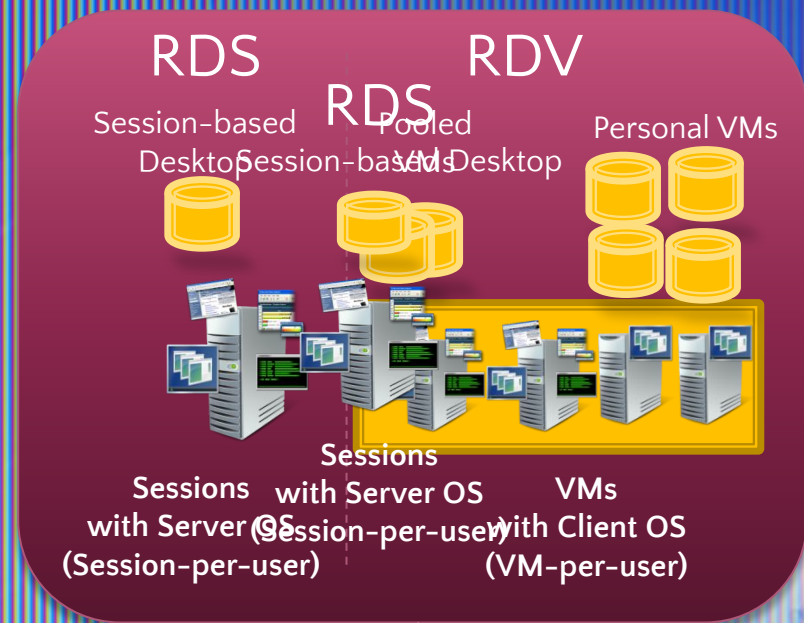 RDS
RDV
RDS
Session-based
Desktop
Pooled
VMs
Personal VMs
Session-based Desktop
Sessions
with Server OS
(Session-per-user)
Sessions
with Server OS
(Session-per-user)
VMs
with Client OS
(VM-per-user)